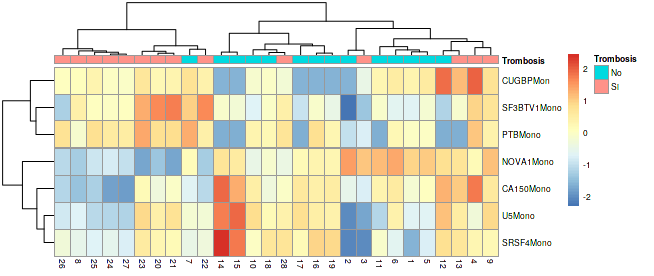 Trombosis
CUGBPMon
SF3BTV1Mono
PTBMono
NOVA1Mono
CA150Mono
U5Mono
SRSF4Mono
26 8 25 24 27 23 20 21 7 22 14 15 10 18 28 17 16 19 2 3 11 6 1 5 12 13 4 9
2
1
0
-1
-2
Trombosis
No
SI